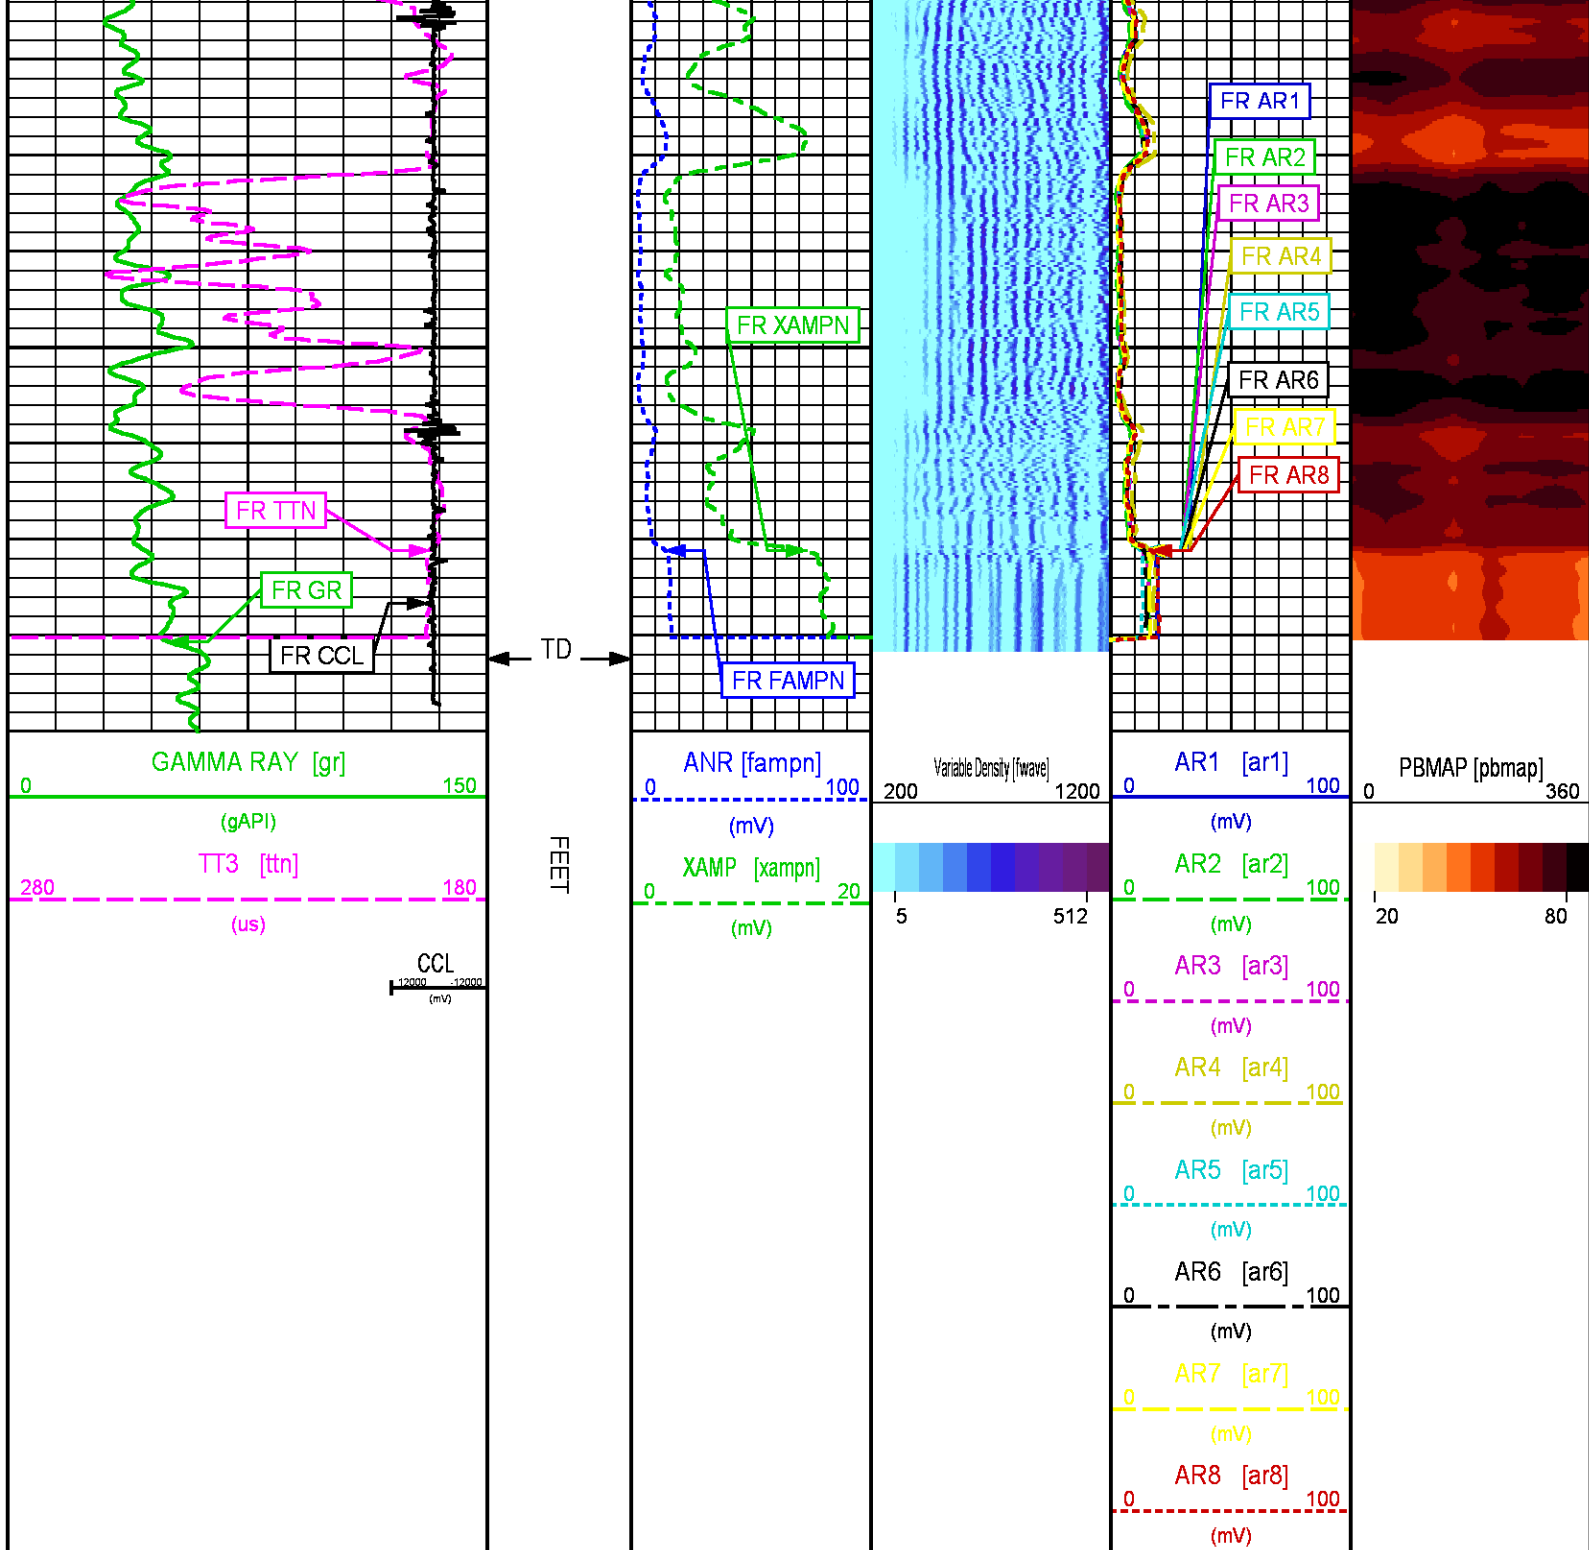 FR AR1
FR AR2
FR AR3
FR AR4
FR AR5
FR XAMPN
FR AR6
FR AR7
FR AR8
FR TTN
FR GR
FR CCL
TD
FR FAMPN
GAMMA RAY [gr]
0 150
(gAPI)
TT3 [ttn]
280 180
(us)
CCL
12000 -12000
(mV)
FEET
ANR [fampn]
0 100
(mV)
XAMP [xampn]
0 20
(mV)
Variable Density [fwave]
200 1200
5 512
AR1 [ar1]
0 100
(mV)
AR2 [ar2]
0 100
(mV)
AR3 [ar3]
0 100
(mV)
AR4 [ar4]
0 100
(mV)
AR5 [ar5]
0 100
(mV)
AR6 [ar6]
0 100
(mV)
AR7 [ar7]
0 100
(mV)
AR8 [ar8]
0 100
(mV)
PBMAP [pbmap]
0 360
20 80